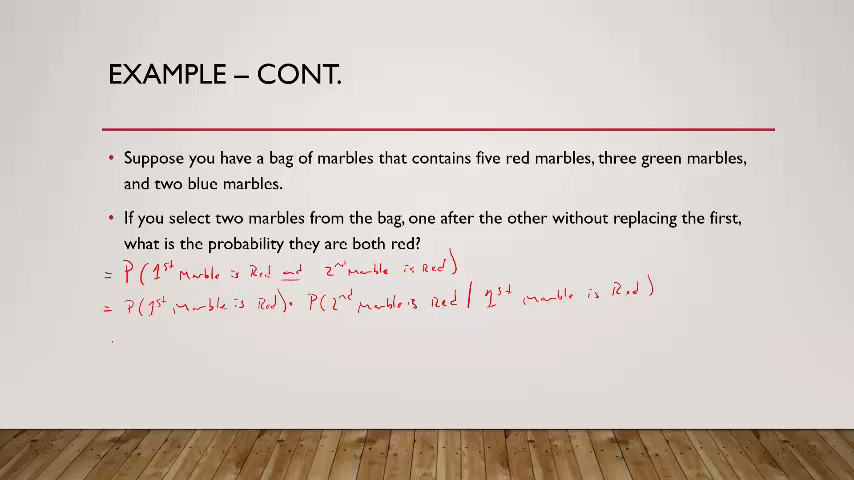 EXAMPLE – CONT.
• Suppose you have a bag of marbles that contains five red marbles, three green marbles,
and two blue marbles.
• If you select two marbles from the bag, one after the other without replacing the first,
what is the probability they are both red?
= P(1st Marble is Red and 2nd Marble is Red)
= P(1st Marble is Red) · P(2nd Marble is Red / 1st Marble is Red)